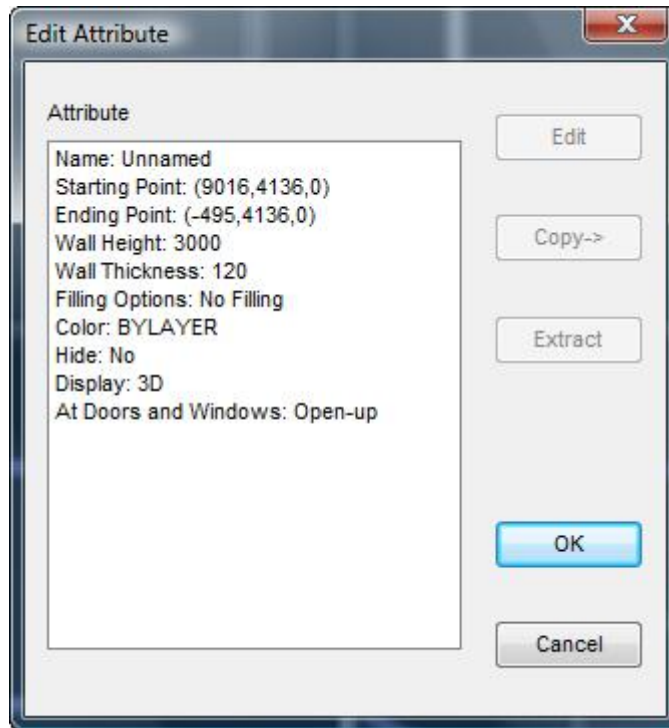 Edit Attribute
Attribute
Name: Unnamed
Starting Point: (9016,4136,0)
Ending Point: (-495,4136,0)
Wall Height: 3000
Wall Thickness: 120
Filling Options: No Filling
Color: BYLAYER
Hide: No
Display: 3D
At Doors and Windows: Open-up
Edit
Copy->
Extract
OK
Cancel